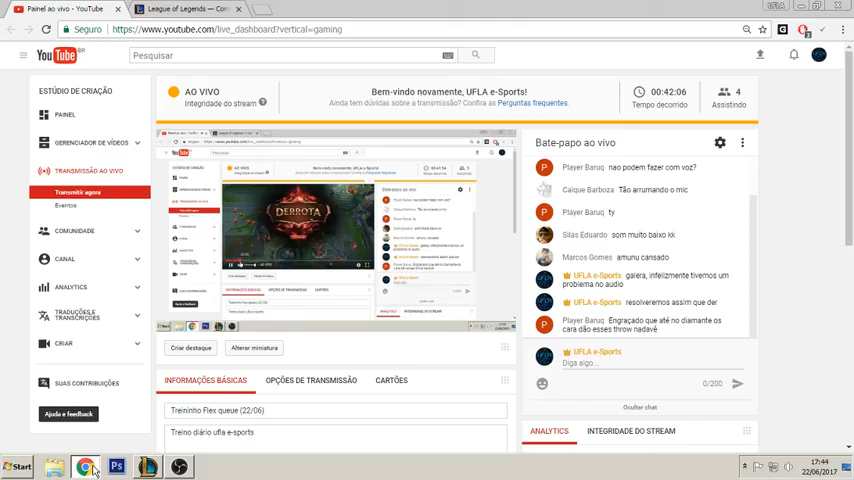 Painel ao vivo - YouTube
League of Legends — Com
UFLA
Seguro
https://www.youtube.com/live_dashboard?vertical=gaming
YouTube BR
Pesquisar
ESTÚDIO DE CRIAÇÃO
PAINEL
GERENCIADOR DE VÍDEOS
TRANSMISSÃO AO VIVO
Transmitir agora
Eventos
COMUNIDADE
CANAL
ANALYTICS
TRADUÇÕES E
TRANSCRIÇÕES
CRIAR
SUAS CONTRIBUIÇÕES
Ajuda e feedback
AO VIVO
Integridade do stream
Bem-vindo novamente, UFLA e-Sports!
Ainda tem dúvidas sobre a transmissão? Confira as Perguntas frequentes.
00:42:06
Tempo decorrido
4
Assistindo
DERROTA
Criar destaque
Alterar miniatura
INFORMAÇÕES BÁSICAS
OPÇÕES DE TRANSMISSÃO
CARTÕES
Treininho Flex queue (22/06)
Treino diário ufla e-sports
Bate-papo ao vivo
Player Baruq nao podem fazer com voz?
Caique Barboza Tão arrumando o mic
Player Baruq ty
Silas Eduardo som muito baixo kk
Marcos Gomes amunu cansado
UFLA e-Sports galera, infelizmente tivemos um
problema no audio
UFLA e-Sports resolveremos assim que der
Player Baruq Engraçado que até no diamante os
cara dão esses throw nadavê
UFLA e-Sports
Diga algo...
0/200
Ocultar chat
ANALYTICS
INTEGRIDADE DO STREAM
Start
Ps
17:44
22/06/2017